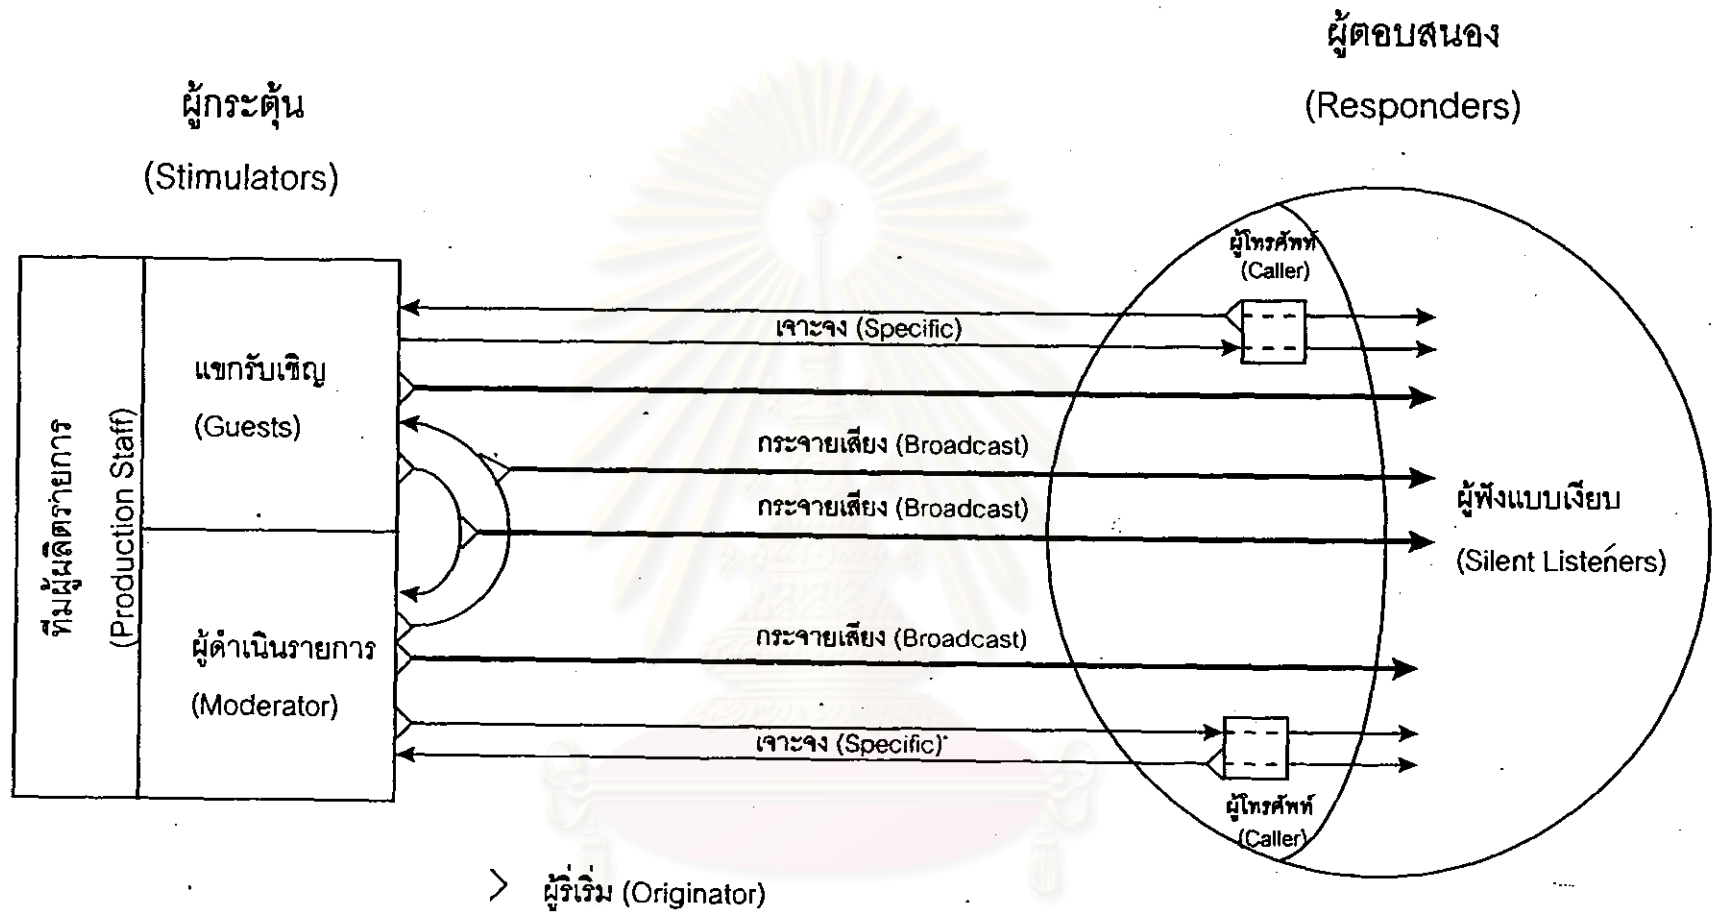 ผู้ตอบสนอง
(Responders)
ผู้กระตุ้น
(Stimulators)
ทีมผู้ผลิตรายการ
(Production Staff)
แขกรับเชิญ
(Guests)
ผู้ดำเนินรายการ
(Moderator)
ผู้โทรศัพท์
(Caller)
เจาะจง (Specific)
กระจายเสียง (Broadcast)
กระจายเสียง (Broadcast)
กระจายเสียง (Broadcast)
เจาะจง (Specific)
ผู้ฟังแบบเงียบ
(Silent Listeners)
ผู้โทรศัพท์
(Caller)
ผู้ริ่เริ่ม (Originator)